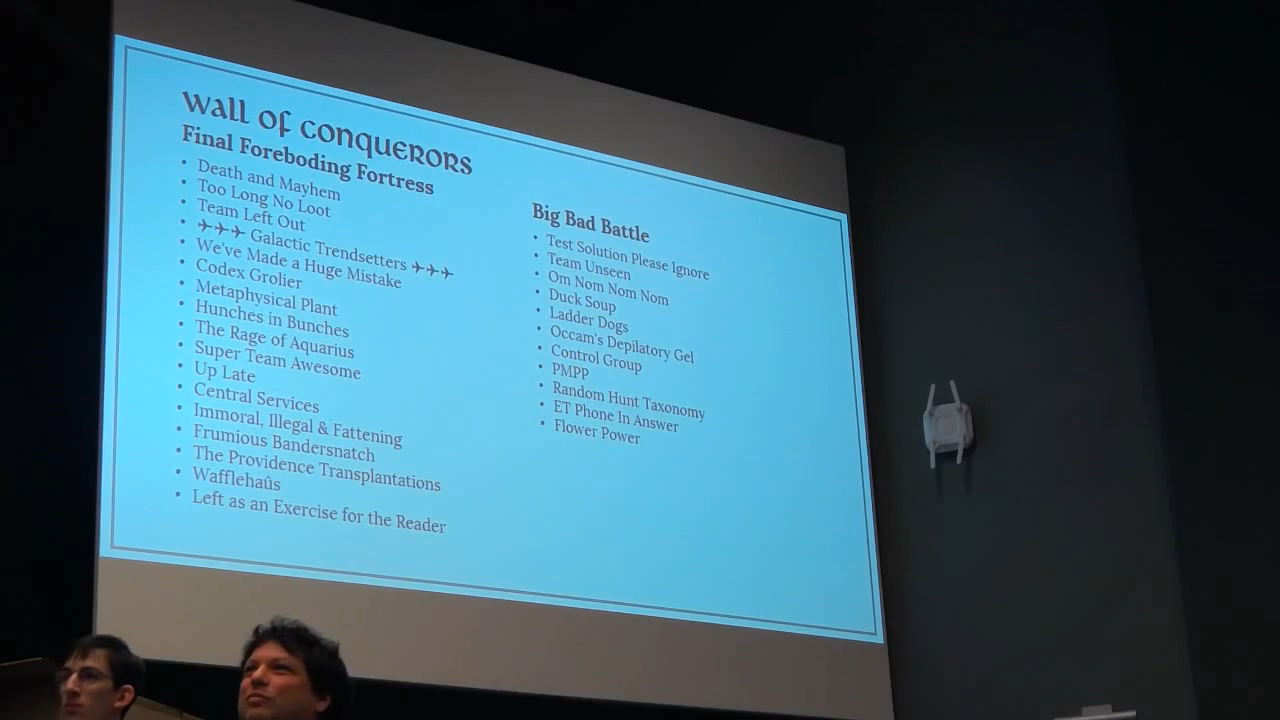 Wall of Conquerors
Final Foreboding Fortress
• Death and Mayhem
• Too Long No Loot
• Team Left Out
• ✈✈✈ Galactic Trendsetters ✈✈✈
• We've Made a Huge Mistake
• Codex Grolier
• Metaphysical Plant
• Hunches in Bunches
• The Rage of Aquarius
• Super Team Awesome
• Up Late
• Central Services
• Immoral, Illegal & Fattening
• Frumious Bandersnatch
• The Providence Transplantations
• Wafflehaûs
• Left as an Exercise for the Reader
Big Bad Battle
• Test Solution Please Ignore
• Team Unseen
• Om Nom Nom Nom
• Duck Soup
• Ladder Dogs
• Occam's Depilatory Gel
• Control Group
• PMPP
• Random Hunt Taxonomy
• ET Phone In Answer
• Flower Power